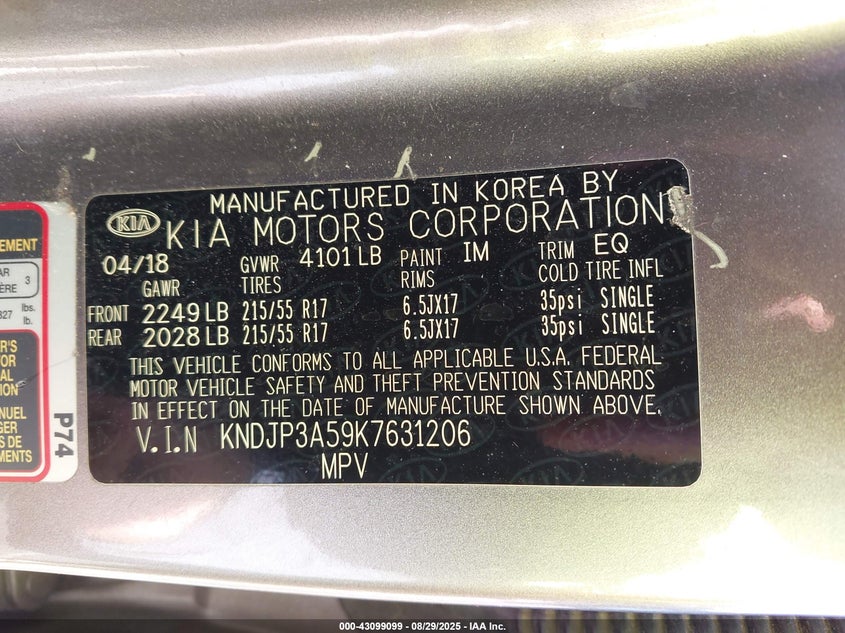 MANUFACTURED IN KOREA BY
KIA KIA MOTORS CORPORATION
04/18 GVWR 4101 LB PAINT IM TRIM EQ
GAWR TIRES RIMS COLD TIRE INFL
FRONT 2249 LB 215/55 R17 6.5JX17 35psi SINGLE
REAR 2028 LB 215/55 R17 6.5JX17 35psi SINGLE
THIS VEHICLE CONFORMS TO ALL APPLICABLE U.S.A. FEDERAL
MOTOR VEHICLE SAFETY AND THEFT PREVENTION STANDARDS
IN EFFECT ON THE DATE OF MANUFACTURE SHOWN ABOVE.
V.I.N KNDJP3A59K7631206
MPV
3
lbs.
lb.
P74
000-43099099 - 08/29/2025 - IAA Inc.